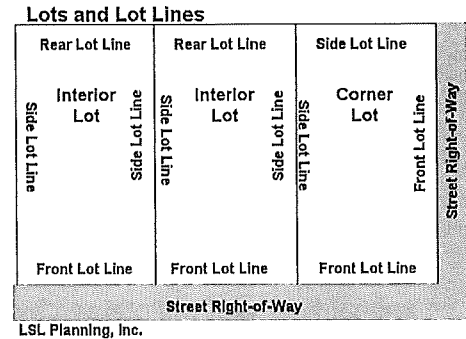 Lots and Lot Lines
Rear Lot Line
Rear Lot Line
Side Lot Line
Interior
Lot
Interior
Lot
Corner
Lot
Side Lot Line
Side Lot Line
Side Lot Line
Side Lot Line
Side Lot Line
Front Lot Line
Street Right-of-Way
Front Lot Line
Front Lot Line
Front Lot Line
Street Right-of-Way
LSL Planning, Inc.